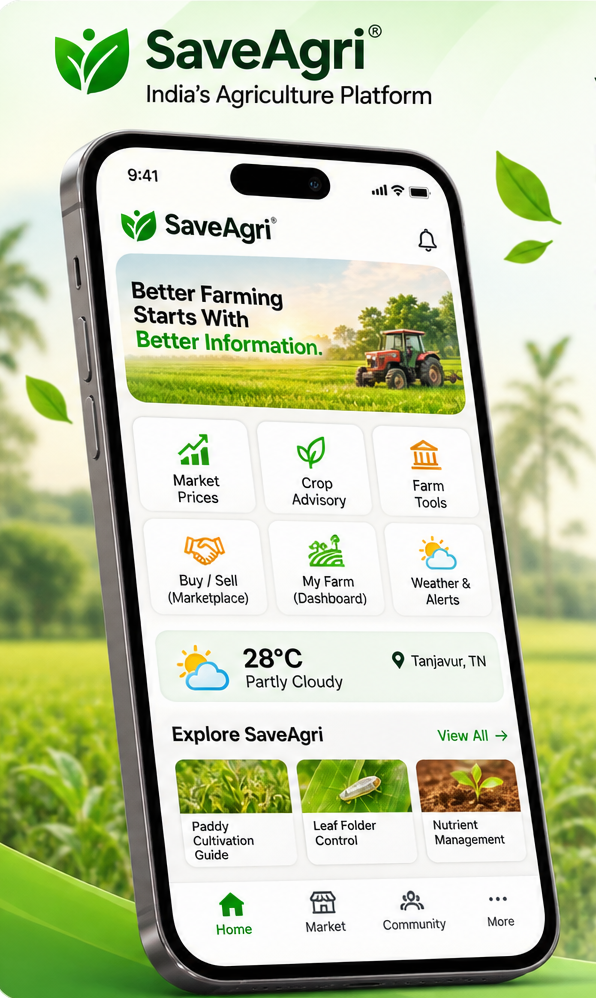 SaveAgri®
India's Agriculture Platform
9:41
SaveAgri®
Better Farming
Starts With
Better Information.
Market
Prices
Crop
Advisory
Farm
Tools
Buy / Sell
(Marketplace)
My Farm
(Dashboard)
Weather &
Alerts
28°C
Partly Cloudy
Tanjavur, TN
Explore SaveAgri
View All →
Paddy
Cultivation
Guide
Leaf Folder
Control
Nutrient
Management
Home
Market
Community
More